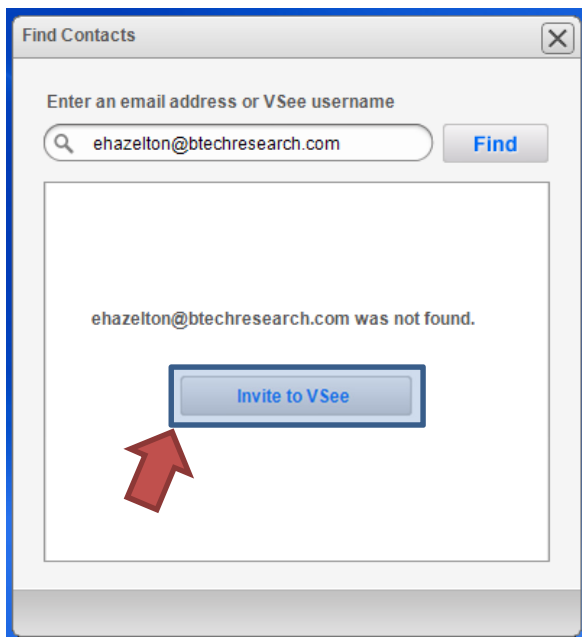 Find Contacts
Enter an email address or VSee username
ehazelton@btechresearch.com
Find
ehazelton@btechresearch.com was not found.
Invite to VSee